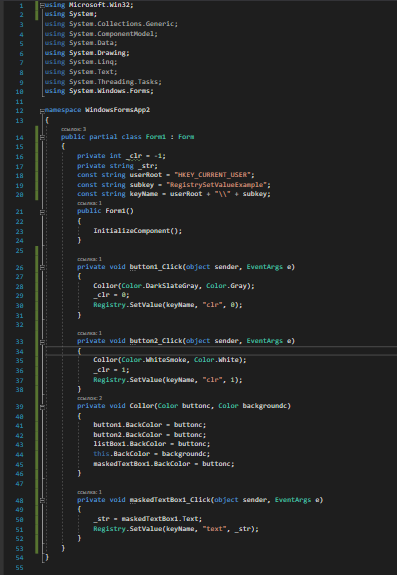 1 using Microsoft.Win32;
2 using System;
3 using System.Collections.Generic;
4 using System.ComponentModel;
5 using System.Data;
6 using System.Drawing;
7 using System.Linq;
8 using System.Text;
9 using System.Threading.Tasks;
10 using System.Windows.Forms;
11
12 namespace WindowsFormsApp2
13 {
ссылок: 3
14 public partial class Form1 : Form
15 {
16 private int _clr = -1;
17 private string _str;
18 const string userRoot = "HKEY_CURRENT_USER";
19 const string subkey = "RegistrySetValueExample";
20 const string keyName = userRoot + "\\" + subkey;
ссылок: 1
21 public Form1()
22 {
23 InitializeComponent();
24 }
25
ссылок: 1
26 private void button1_Click(object sender, EventArgs e)
27 {
28 Collor(Color.DarkSlateGray, Color.Gray);
29 _clr = 0;
30 Registry.SetValue(keyName, "clr", 0);
31 }
32
ссылок: 1
33 private void button2_Click(object sender, EventArgs e)
34 {
35 Collor(Color.WhiteSmoke, Color.White);
36 _clr = 1;
37 Registry.SetValue(keyName, "clr", 1);
38 }
ссылок: 2
39 private void Collor(Color buttonc, Color backgroundc)
40 {
41 button1.BackColor = buttonc;
42 button2.BackColor = buttonc;
43 listBox1.BackColor = buttonc;
44 this.BackColor = backgroundc;
45 maskedTextBox1.BackColor = buttonc;
46 }
47
ссылок: 1
48 private void maskedTextBox1_Click(object sender, EventArgs e)
49 {
50 _str = maskedTextBox1.Text;
51 Registry.SetValue(keyName, "text", _str);
52 }
53 }
54 }
55